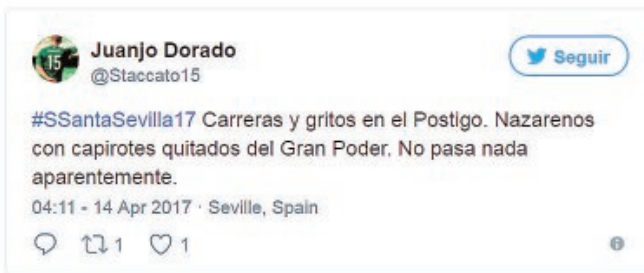 15
Juanjo Dorado
@Staccato15
Seguir
#SSantaSevilla17 Carreras y gritos en el Postigo. Nazarenos
con capirotes quitados del Gran Poder. No pasa nada
aparentemente.
04:11 - 14 Apr 2017 · Seville, Spain
1 1